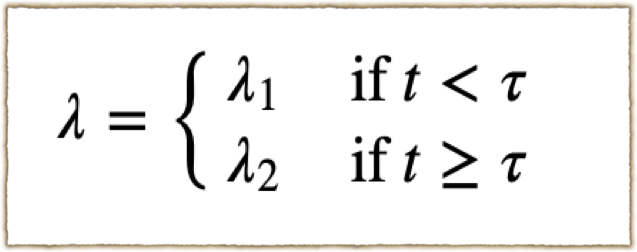 λ = { λ₁ if t < τ
λ₂ if t ≥ τ